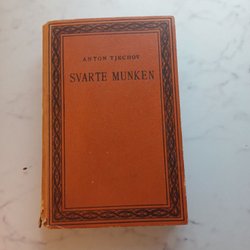 ANTON TJECHOV
SVARTE MUNKEN